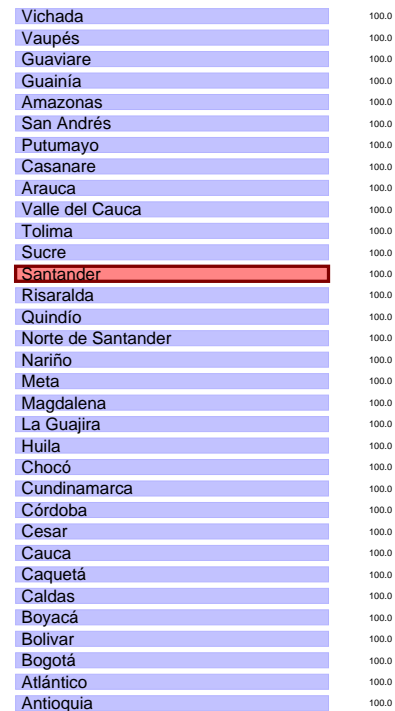 Vichada 100.0
Vaupés 100.0
Guaviare 100.0
Guainía 100.0
Amazonas 100.0
San Andrés 100.0
Putumayo 100.0
Casanare 100.0
Arauca 100.0
Valle del Cauca 100.0
Tolima 100.0
Sucre 100.0
Santander 100.0
Risaralda 100.0
Quindío 100.0
Norte de Santander 100.0
Nariño 100.0
Meta 100.0
Magdalena 100.0
La Guajira 100.0
Huila 100.0
Chocó 100.0
Cundinamarca 100.0
Córdoba 100.0
Cesar 100.0
Cauca 100.0
Caquetá 100.0
Caldas 100.0
Boyacá 100.0
Bolivar 100.0
Bogotá 100.0
Atlántico 100.0
Antioquia 100.0